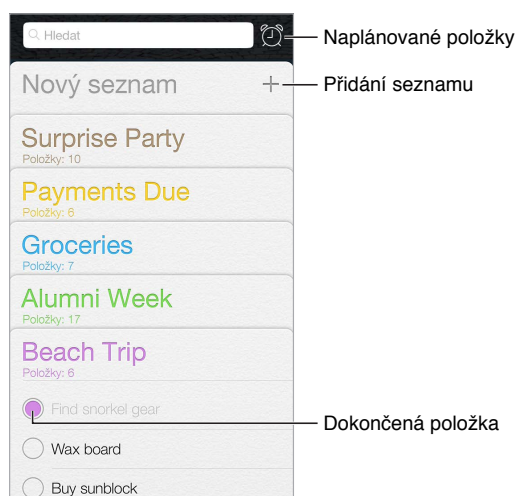 Hledat
Naplánované položky
Nový seznam
Přidání seznamu
Surprise Party
Položky: 10
Payments Due
Položky: 6
Groceries
Položky: 7
Alumni Week
Položky: 17
Beach Trip
Položky: 6
Find snorkel gear
Dokončená položka
Wax board
Buy sunblock